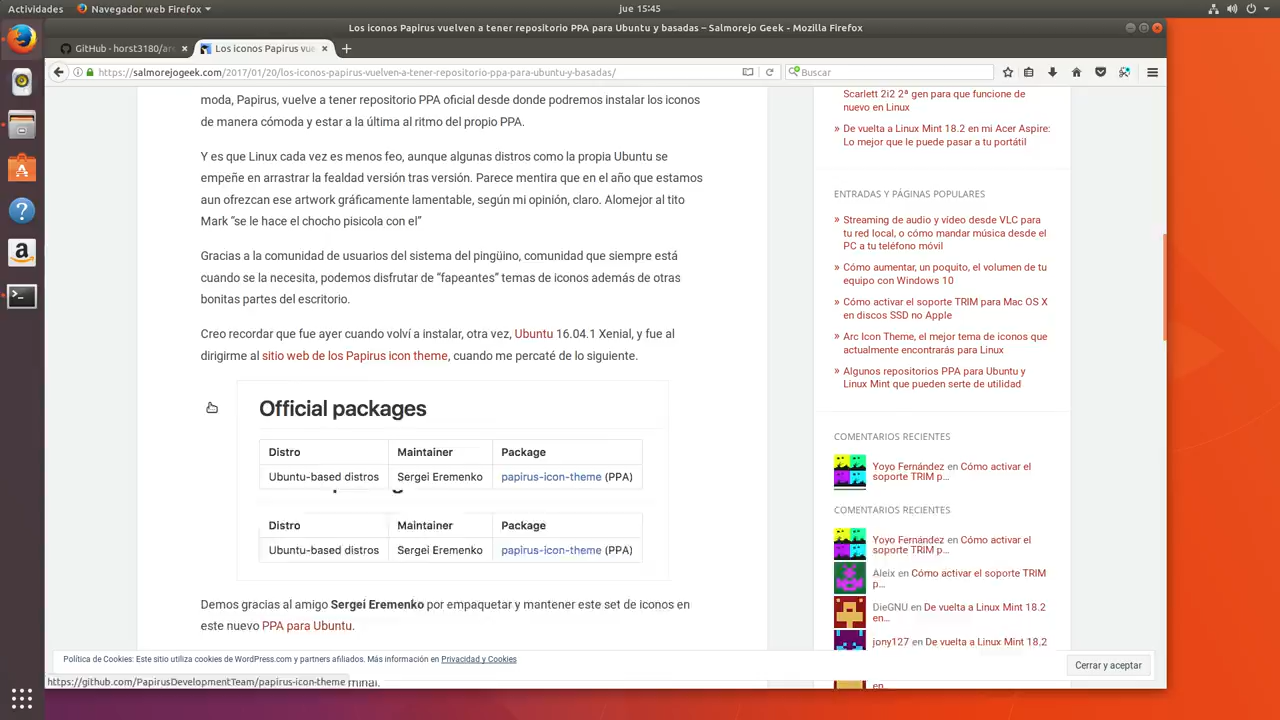 Actividades
Navegador web Firefox
jue 15:45
Los iconos Papirus vuelven a tener repositorio PPA para Ubuntu y basadas – Salmorejo Geek - Mozilla Firefox
GitHub - horst3180/arc
Los iconos Papirus vue
https://salmorejogeek.com/2017/01/20/los-iconos-papirus-vuelven-a-tener-repositorio-ppa-para-ubuntu-y-basadas/
Buscar
moda, Papirus, vuelve a tener repositorio PPA oficial desde donde podremos instalar los iconos
de manera cómoda y estar a la última al ritmo del propio PPA.
Y es que Linux cada vez es menos feo, aunque algunas distros como la propia Ubuntu se
empeñe en arrastrar la fealdad versión tras versión. Parece mentira que en el año que estamos
aun ofrezcan ese artwork gráficamente lamentable, según mi opinión, claro. Alomejor al tito
Mark “se le hace el chocho pisicola con el”
Gracias a la comunidad de usuarios del sistema del pingüino, comunidad que siempre está
cuando se la necesita, podemos disfrutar de “fapeantes” temas de iconos además de otras
bonitas partes del escritorio.
Creo recordar que fue ayer cuando volví a instalar, otra vez, Ubuntu 16.04.1 Xenial, y fue al
dirigirme al sitio web de los Papirus icon theme, cuando me percaté de lo siguiente.
Official packages
Distro Maintainer Package
Ubuntu-based distros Sergei Eremenko papirus-icon-theme (PPA)
Distro Maintainer Package
Ubuntu-based distros Sergei Eremenko papirus-icon-theme (PPA)
Demos gracias al amigo Sergei Eremenko por empaquetar y mantener este set de iconos en
este nuevo PPA para Ubuntu.
Scarlett 2i2 2ª gen para que funcione de
nuevo en Linux
» De vuelta a Linux Mint 18.2 en mi Acer Aspire:
Lo mejor que le puede pasar a tu portátil
ENTRADAS Y PÁGINAS POPULARES
» Streaming de audio y vídeo desde VLC para
tu red local, o cómo mandar música desde el
PC a tu teléfono móvil
» Cómo aumentar, un poquito, el volumen de tu
equipo con Windows 10
» Cómo activar el soporte TRIM para Mac OS X
en discos SSD no Apple
» Arc Icon Theme, el mejor tema de iconos que
actualmente encontrarás para Linux
» Algunos repositorios PPA para Ubuntu y
Linux Mint que pueden serte de utilidad
COMENTARIOS RECIENTES
Yoyo Fernández en Cómo activar el
soporte TRIM p…
COMENTARIOS RECIENTES
Yoyo Fernández en Cómo activar el
soporte TRIM p…
Aleix en Cómo activar el soporte TRIM
p…
DieGNU en De vuelta a Linux Mint 18.2
en…
jony127 en De vuelta a Linux Mint 18.2
en…
Política de Cookies: Este sitio utiliza cookies de WordPress.com y partners afiliados. Más información en Privacidad y Cookies
Cerrar y aceptar
https://github.com/PapirusDevelopmentTeam/papirus-icon-theme
minal.